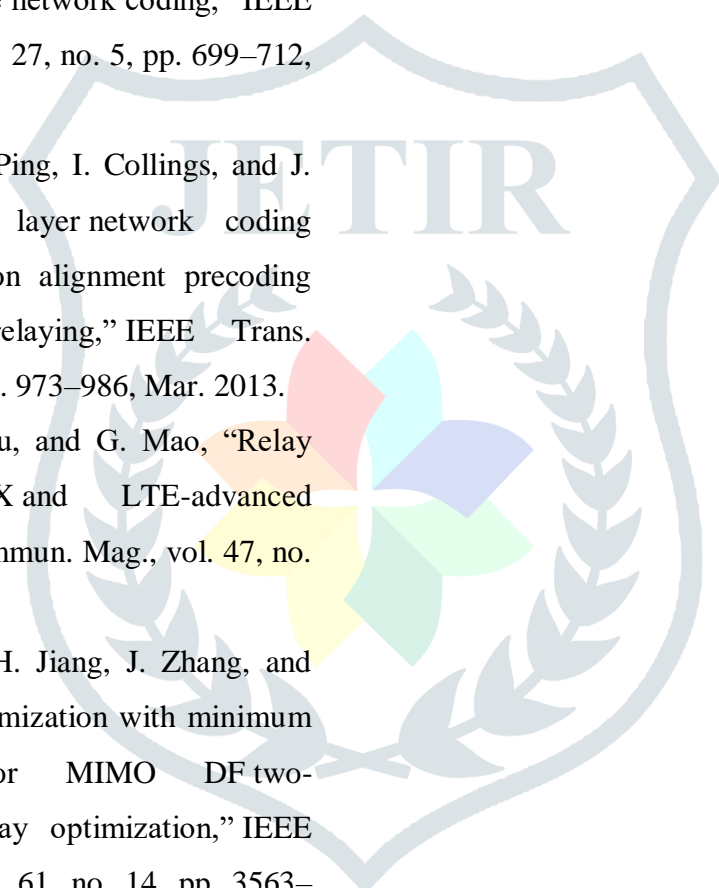 network coding," IEEE
27, no. 5, pp. 699–712,
JETIR
Ping, I. Collings, and J.
layer network coding
on alignment precoding
relaying," IEEE Trans.
. 973–986, Mar. 2013.
u, and G. Mao, "Relay
X and LTE-advanced
mmun. Mag., vol. 47, no.
H. Jiang, J. Zhang, and
mization with minimum
or MIMO DF two-
ay optimization," IEEE
61, no. 14, pp. 3563–